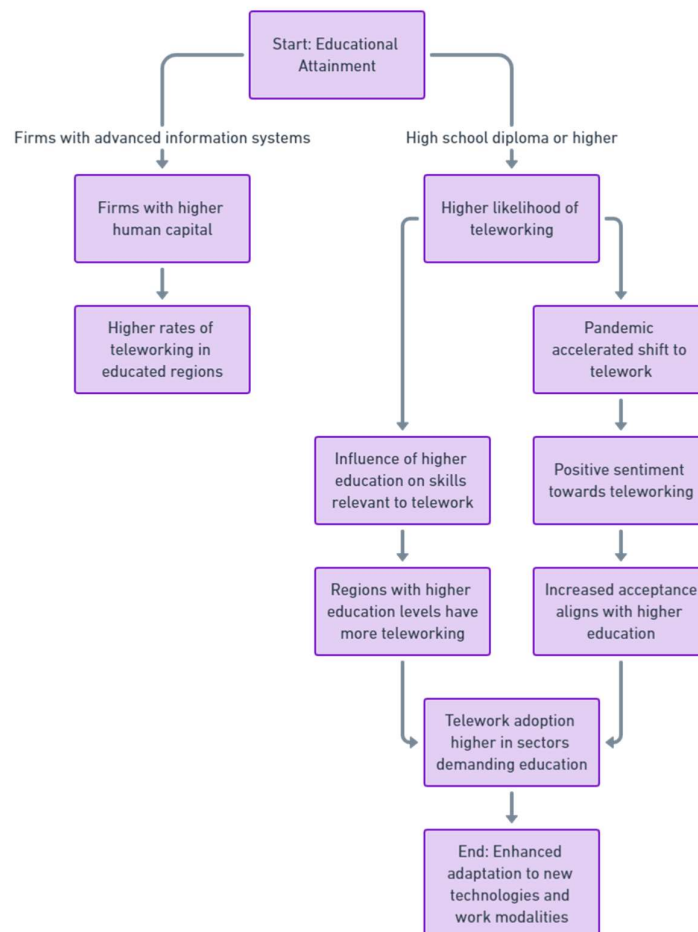 Start: Educational
Attainment
Firms with advanced information systems
High school diploma or higher
Firms with higher
human capital
Higher likelihood of
teleworking
Higher rates of
teleworking in
educated regions
Pandemic
accelerated shift to
telework
Influence of higher
education on skills
relevant to telework
Positive sentiment
towards teleworking
Regions with higher
education levels have
more teleworking
Increased acceptance
aligns with higher
education
Telework adoption
higher in sectors
demanding education
End: Enhanced
adaptation to new
technologies and
work modalities